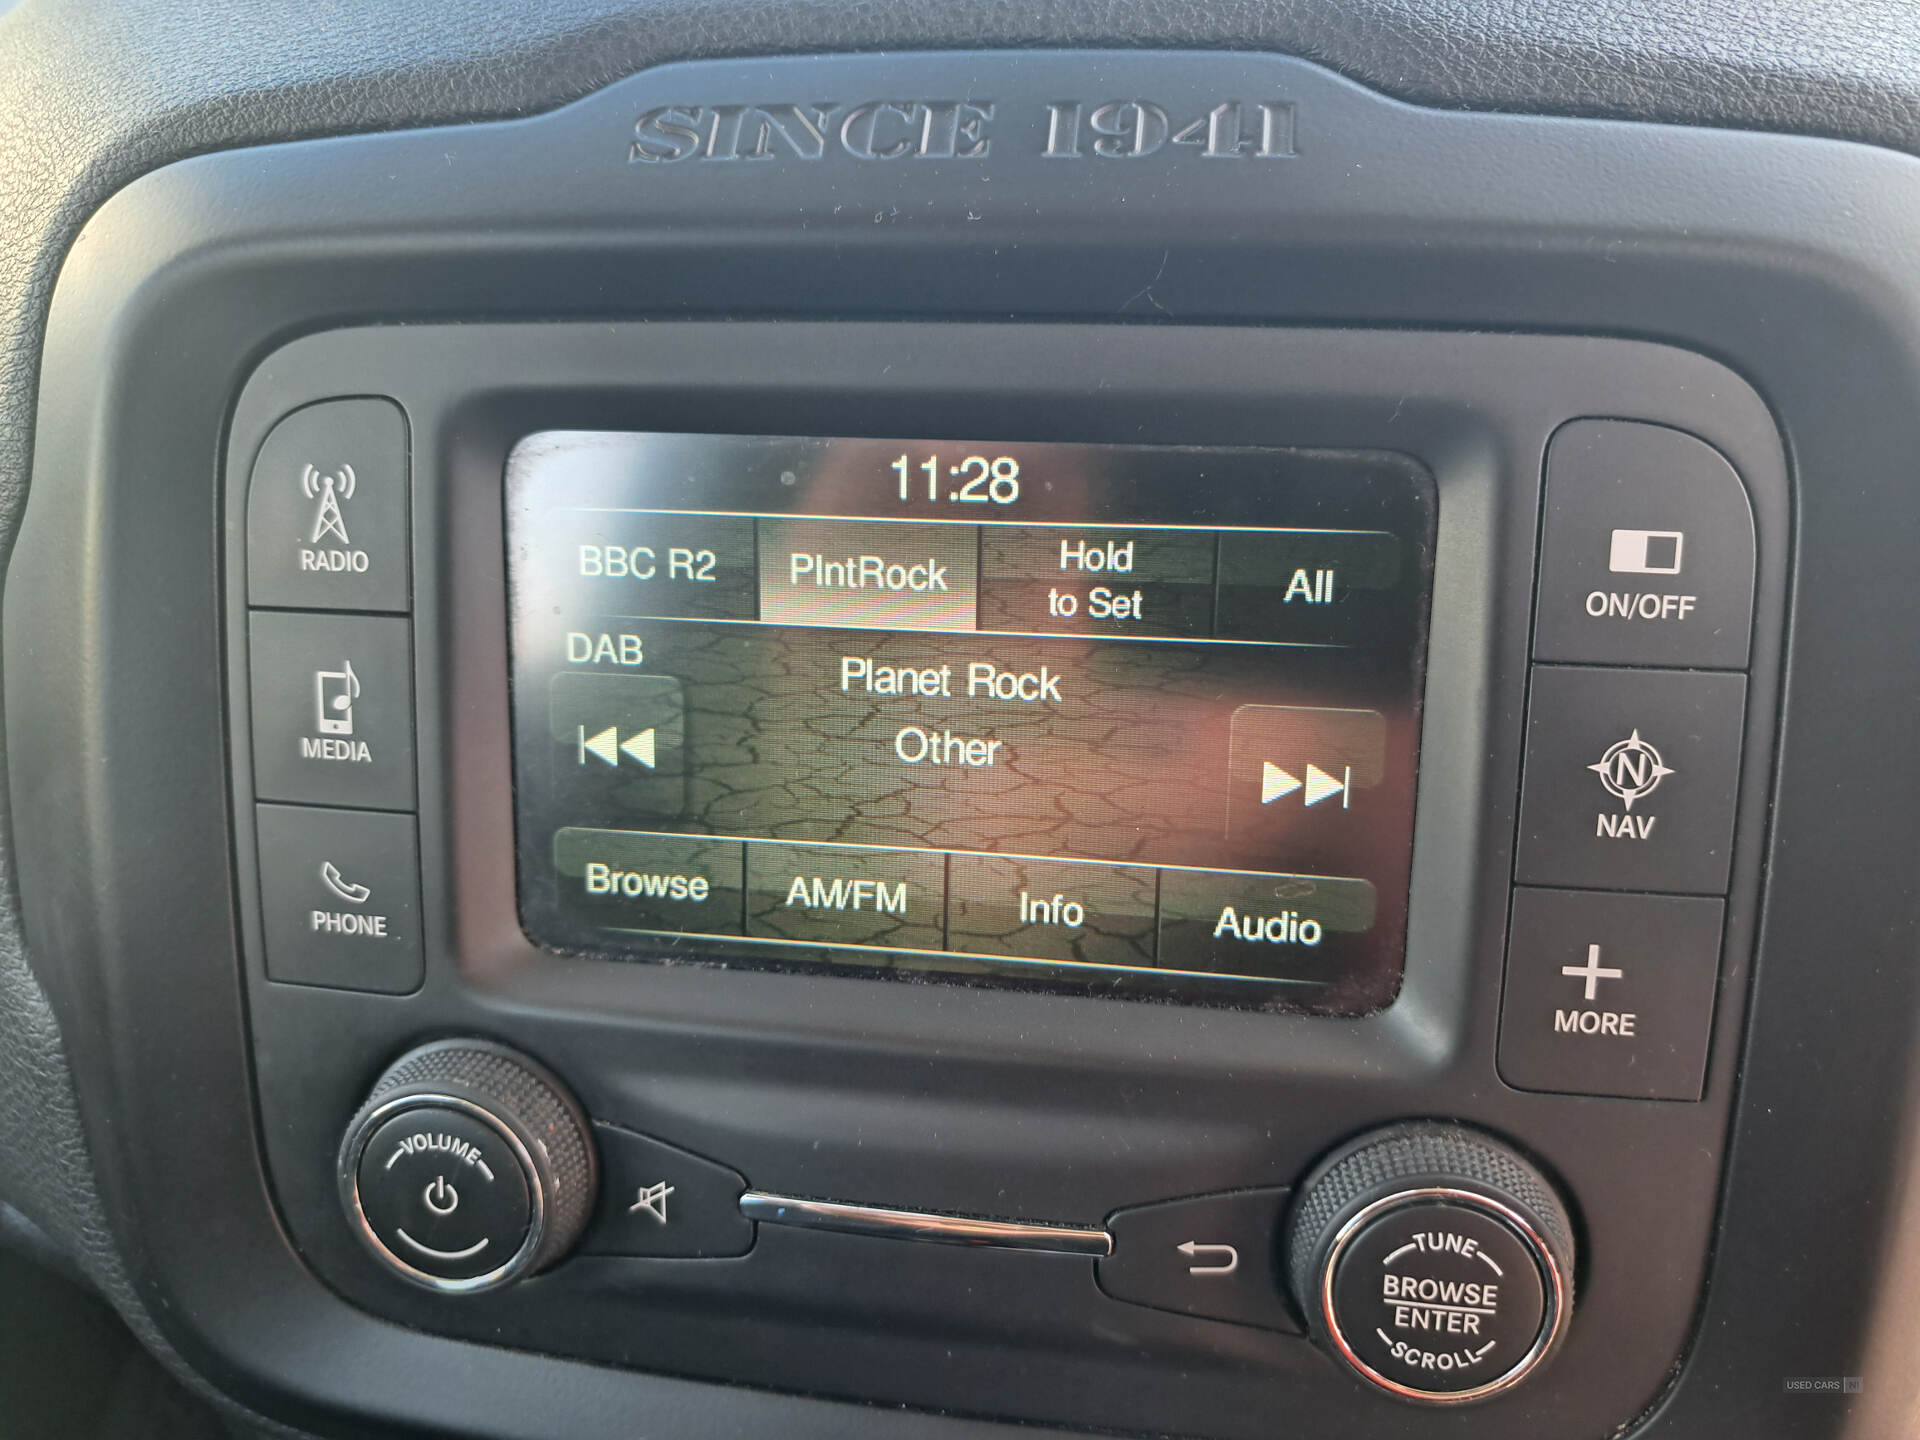 SINCE 1941
11:28
BBC R2
PlntRock
Hold
to Set
All
DAB
Planet Rock
Other
Browse
AM/FM
Info
Audio
RADIO
MEDIA
PHONE
ON/OFF
N
NAV
MORE
VOLUME
TUNE
BROWSE
ENTER
SCROLL
USED CARS NI